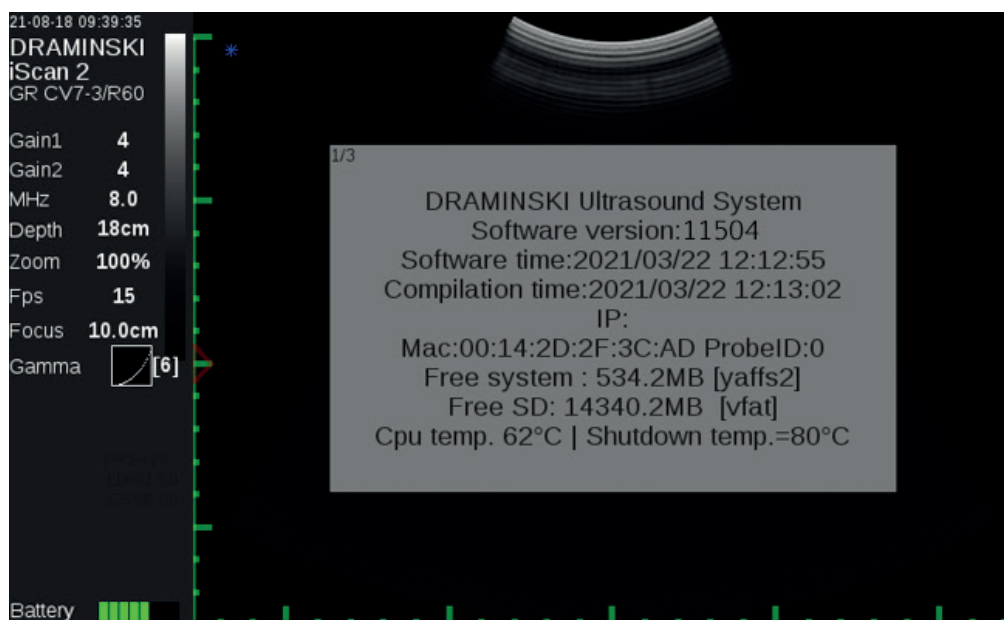 21-08-18 09:39:35
DRAMINSKI
iScan 2
GR CV7-3/R60
Gain1 4
Gain2 4
MHz 8.0
Depth 18cm
Zoom 100%
Fps 15
Focus 10.0cm
Gamma [6]
Battery
1/3
DRAMINSKI Ultrasound System
Software version:11504
Software time:2021/03/22 12:12:55
Compilation time:2021/03/22 12:13:02
IP:
Mac:00:14:2D:2F:3C:AD ProbeID:0
Free system : 534.2MB [yaffs2]
Free SD: 14340.2MB [vfat]
Cpu temp. 62°C | Shutdown temp.=80°C